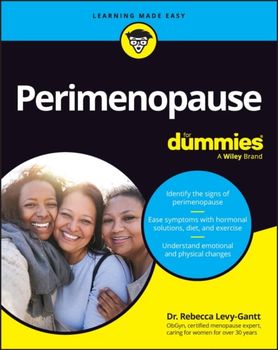 LEARNING MADE EASY
Perimenopause
for
dummies
A Wiley Brand
Identify the signs of
perimenopause
Ease symptoms with hormonal
solutions, diet, and exercise
Understand emotional
and physical changes
Dr. Rebecca Levy-Gantt
ObGyn, certified menopause expert,
caring for women for over 30 years